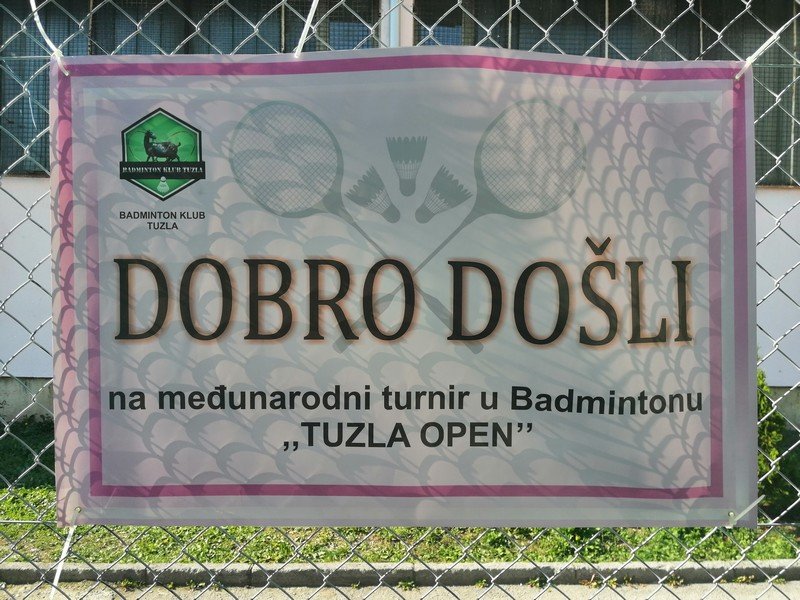 BADMINTON KLUB TUZLA
BADMINTON KLUB
TUZLA
DOBRO DOŠLI
na međunarodni turnir u Badmintonu
,,TUZLA OPEN’’